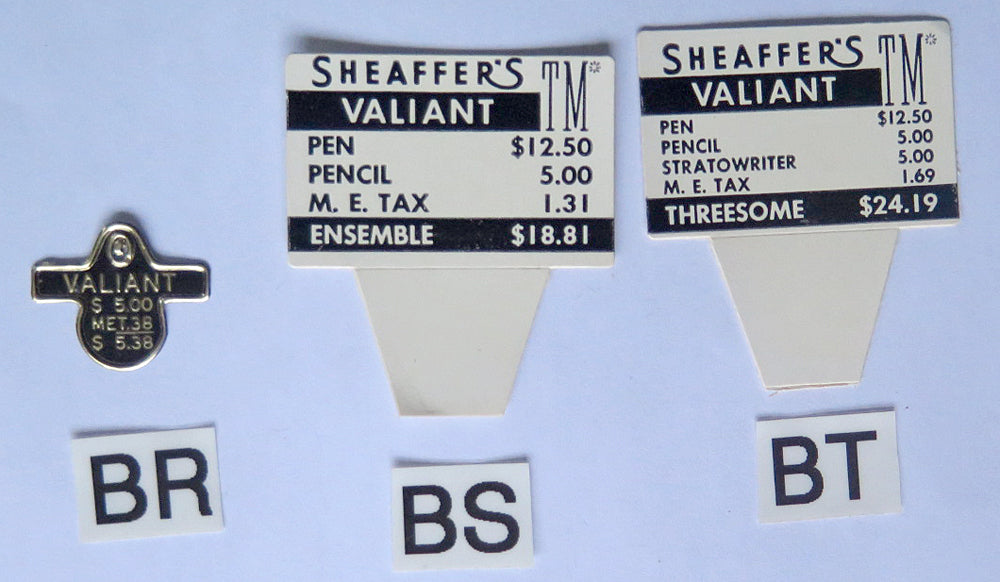 VALIANT
$ 5.00
MET.38
$ 5.38
BR
SHEAFFER'S TM*
VALIANT
PEN $12.50
PENCIL 5.00
M. E. TAX 1.31
ENSEMBLE $18.81
BS
SHEAFFER'S TM*
VALIANT
PEN $12.50
PENCIL 5.00
STRATOWRITER 5.00
M. E. TAX 1.69
THREESOME $24.19
BT